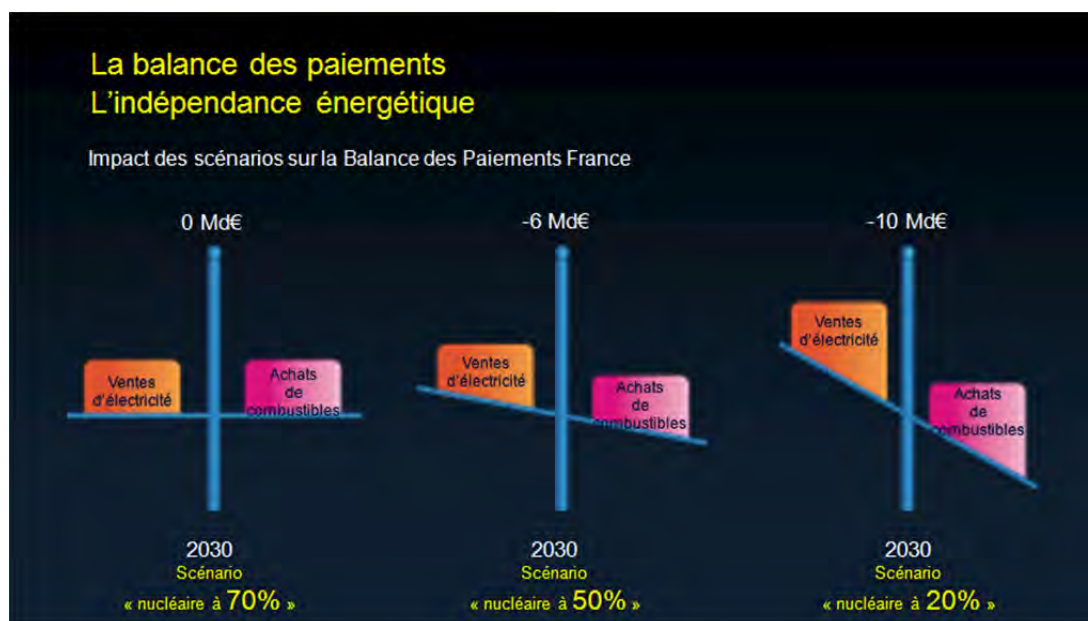 La balance des paiements
L'indépendance énergétique
Impact des scénarios sur la Balance des Paiements France
0 Md€
-6 Md€
-10 Md€
Ventes
d'électricité
Achats
de
combustibles
Ventes
d'électricité
Achats
de
combustibles
Ventes
d'électricité
Achats
de
combustibles
2030
Scénario
« nucléaire à 70% »
2030
Scénario
« nucléaire à 50% »
2030
Scénario
« nucléaire à 20% »